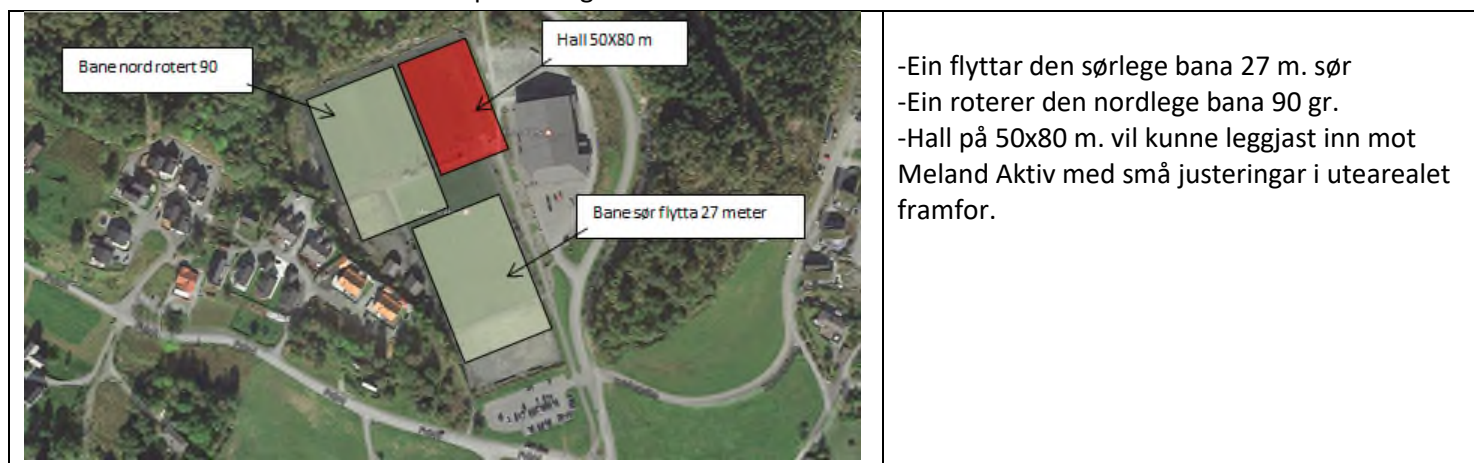 Hall 50X80 m
Bane nord rotert 90
Bane sør flytta 27 meter
-Ein flyttar den sørlege bana 27 m. sør
-Ein roterer den nordlege bana 90 gr.
-Hall på 50x80 m. vil kunne leggjast inn mot
Meland Aktiv med små justeringar i utearealet
framfor.